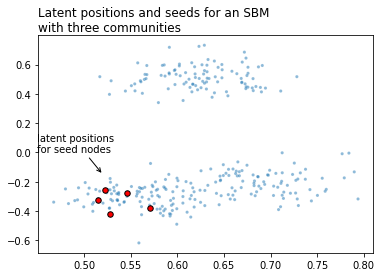 Latent positions and seeds for an SBM
with three communities
latent positions
for seed nodes
0.6
0.4
0.2
0.0
−0.2
−0.4
−0.6
0.50 0.55 0.60 0.65 0.70 0.75 0.80